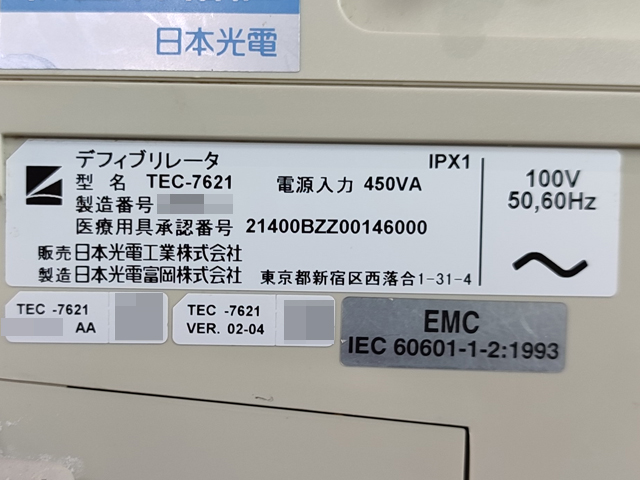 日本光電
デフィブリレータ
IPX1
型 名 TEC-7621 電源入力 450VA
製造番号
医療用具承認番号 21400BZZ00146000
販売 日本光電工業株式会社
製造 日本光電富岡株式会社 東京都新宿区西落合1-31-4
100V
50,60Hz
TEC -7621
AA
TEC -7621
VER. 02-04
EMC
IEC 60601-1-2:1993